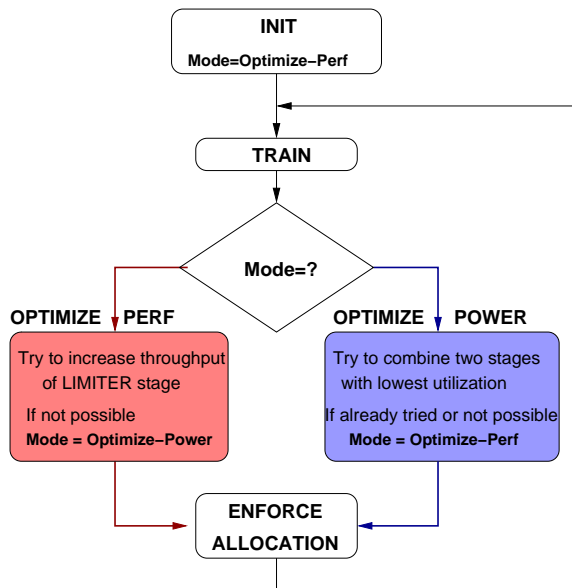 INIT
Mode=Optimize−Perf
TRAIN
Mode=?
OPTIMIZE PERF
Try to increase throughput
of LIMITER stage
If not possible
Mode = Optimize−Power
OPTIMIZE POWER
Try to combine two stages
with lowest utilization
If already tried or not possible
Mode = Optimize−Perf
ENFORCE
ALLOCATION